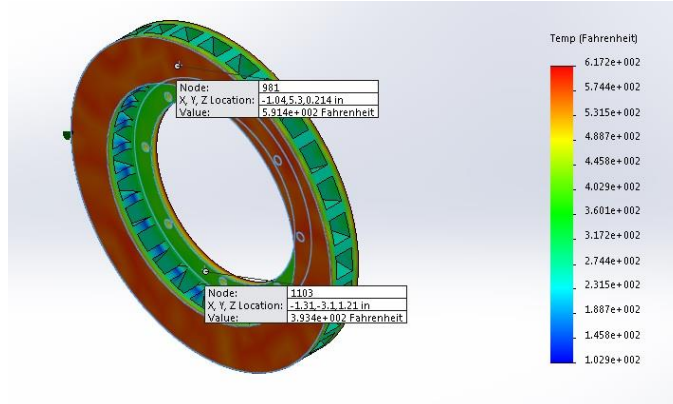 Temp (Fahrenheit)
6.172e+002
5.744e+002
5.315e+002
4.887e+002
4.458e+002
4.029e+002
3.601e+002
3.172e+002
2.744e+002
2.315e+002
1.887e+002
1.458e+002
1.029e+002
Node: 981
X, Y, Z Location: -1.04,5.3,0.214 in
Value: 5.914e+002 Fahrenheit
Node: 1103
X, Y, Z Location: -1.31,-3.1,1.21 in
Value: 3.934e+002 Fahrenheit